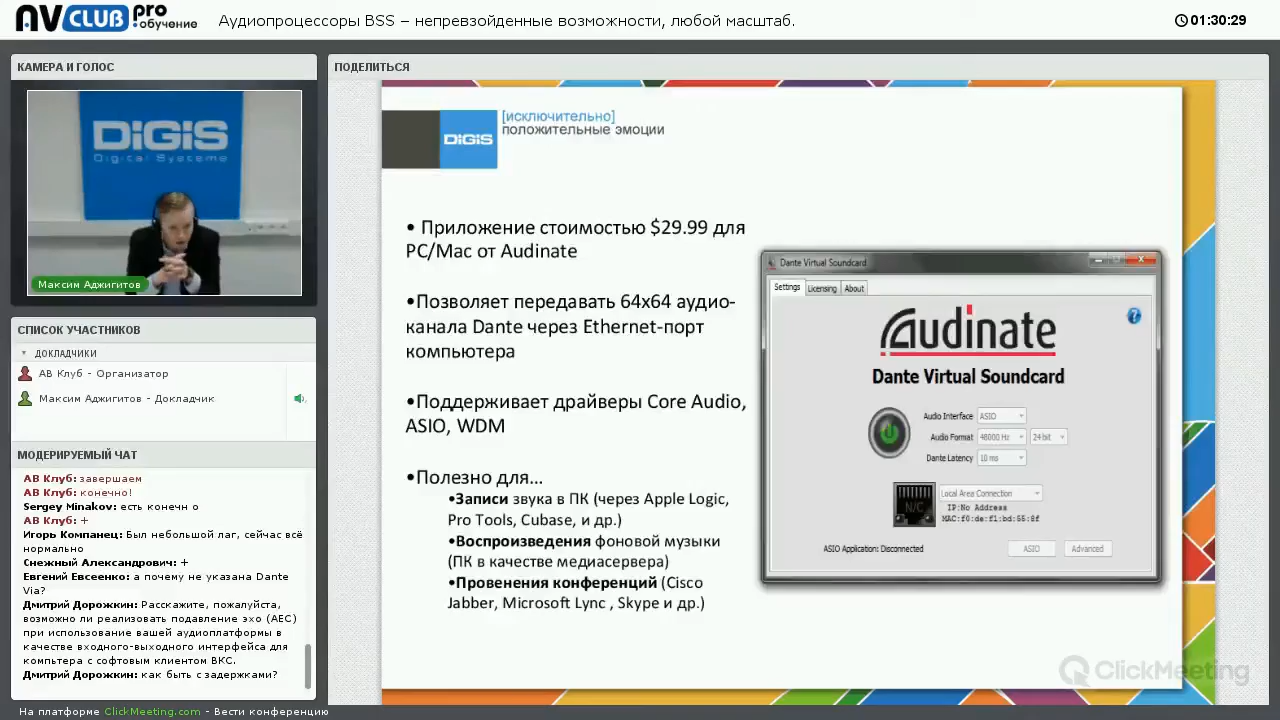 AVCLUB pro обучение
Аудиопроцессоры BSS – непревзойденные возможности, любой масштаб.
01:30:29
КАМЕРА И ГОЛОС
DiGiS
Digital Systems
Максим Аджигитов
СПИСОК УЧАСТНИКОВ
ДОКЛАДЧИКИ
АВ Клуб - Организатор
Максим Аджигитов - Докладчик
МОДЕРИРУЕМЫЙ ЧАТ
АВ Клуб: завершаем
АВ Клуб: конечно!
Sergey Minakov: есть конечн о
АВ Клуб: +
Игорь Компанец: Был небольшой лаг, сейчас всё
нормально
Снежный Александрович: +
Евгений Евсеенко: а почему не указана Dante
Via?
Дмитрий Дорожкин: Расскажите, пожалуйста,
возможно ли реализовать подавление эхо (AEC)
при использование вашей аудиоплатформы в
качестве входного-выходного интерфейса для
компьтера с софтовым клиентом ВКС.
Дмитрий Дорожкин: как быть с задержками?
На платформе ClickMeeting.com - Вести конференцию
ПОДЕЛИТЬСЯ
DiGiS
[исключительно]
положительные эмоции
• Приложение стоимостью $29.99 для
PC/Mac от Audinate
•Позволяет передавать 64x64 аудио-
канала Dante через Ethernet-порт
компьютера
•Поддерживает драйверы Core Audio,
ASIO, WDM
•Полезно для…
•Записи звука в ПК (через Apple Logic,
Pro Tools, Cubase, и др.)
•Воспроизведения фоновой музыки
(ПК в качестве медиасервера)
•Провенения конференций (Cisco
Jabber, Microsoft Lync , Skype и др.)
Dante Virtual Soundcard
Settings Licensing About
Audinate
Dante Virtual Soundcard
Audio Interface ASIO
Audio Format 48000 Hz 24 bit
Dante Latency 10 ms
N/C
Local Area Connection
IP:No Address
MAC:f0:de:f1:bd:55:8f
ASIO Application: Disconnected
ASIO Advanced
ClickMeeting